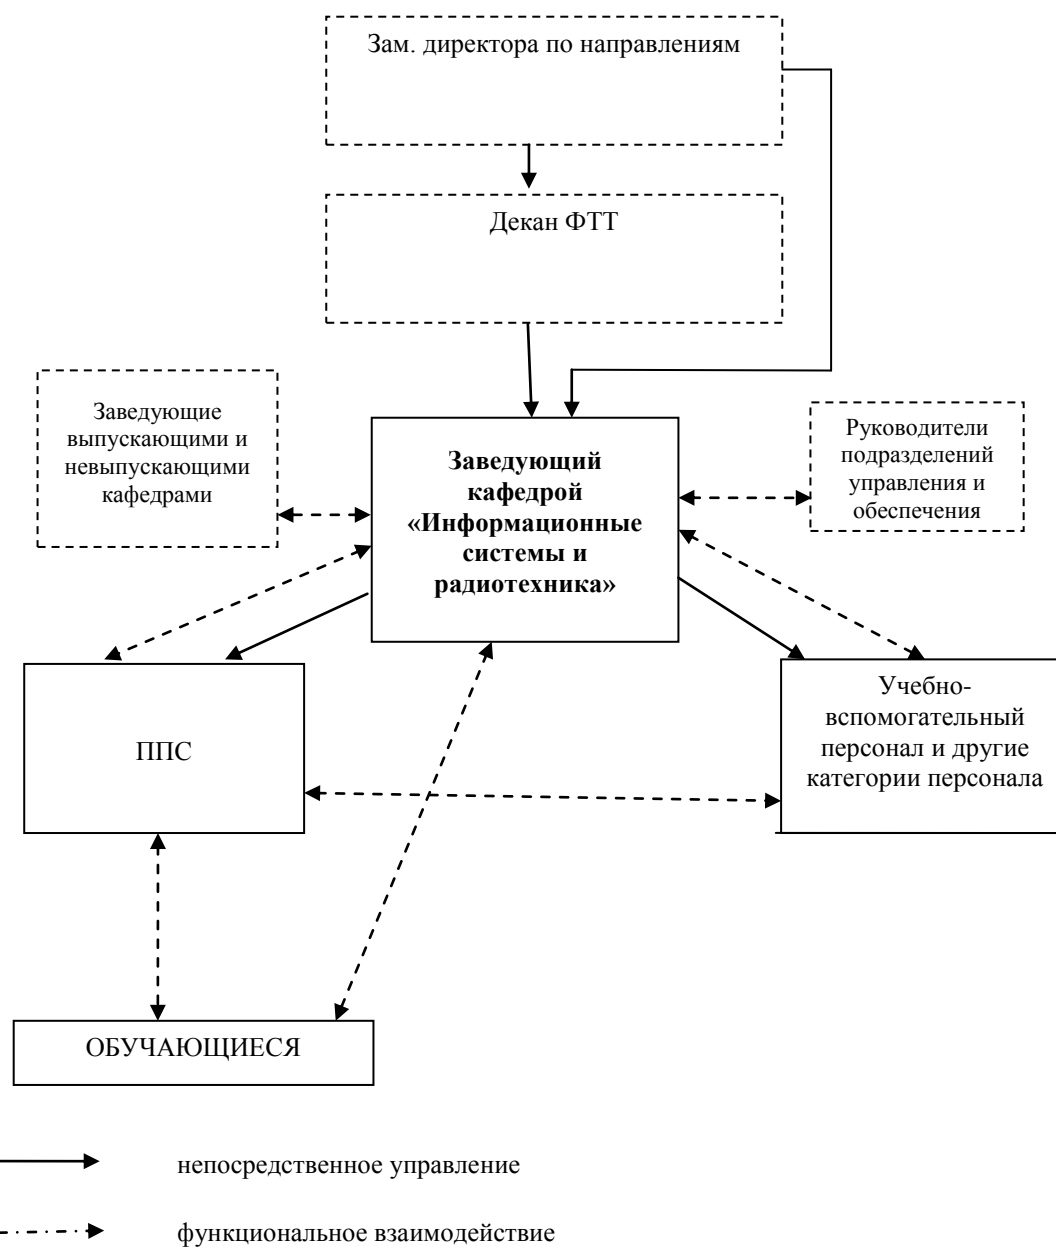 Зам. директора по направлениям
Декан ФТТ
Заведующие
выпускающими и
невыпускающими
кафедрами
Заведующий
кафедрой
«Информационные
системы и
радиотехника»
Руководители
подразделений
управления и
обеспечения
ППС
Учебно-
вспомогательный
персонал и другие
категории персонала
ОБУЧАЮЩИЕСЯ
непосредственное управление
функциональное взаимодействие